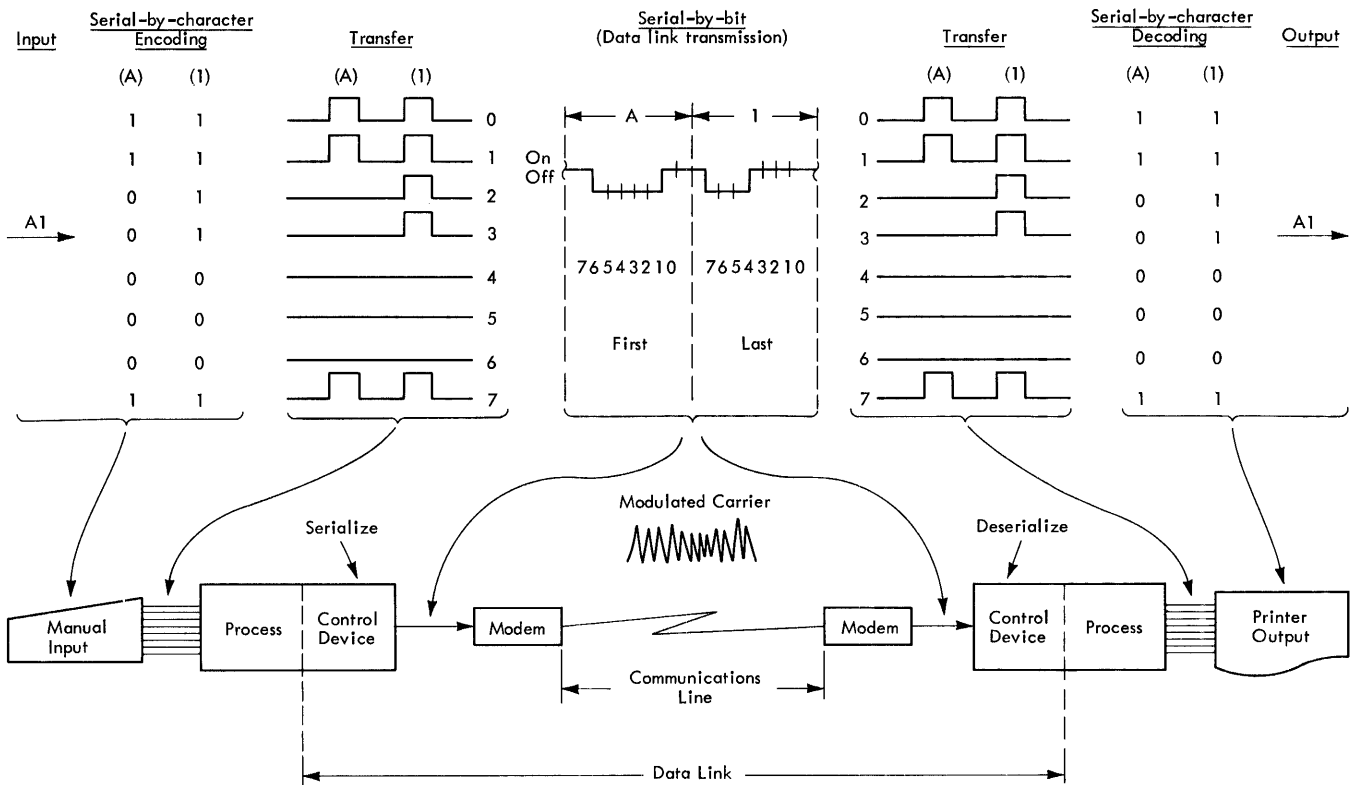 Serial-by-character Serial-by-bit Serial-by-character
Input Encoding Transfer (Data link transmission) Transfer Decoding Output
(A) (1) (A) (1) (A) (1) (A) (1)
1 1 0 A 1 0 1 1
1 1 1 On 1 1 1
Off
0 1 2 2 0 1
A1 0 1 3 3 0 1 A1
0 0 4 76543210 76543210 4 0 0
0 0 5 5 0 0
First Last
0 0 6 6 0 0
1 1 7 7 1 1
Modulated Carrier
Serialize Deserialize
Manual Input
Process
Control Device
Modem
Modem
Control Device
Process
Printer Output
Communications
Line
Data Link